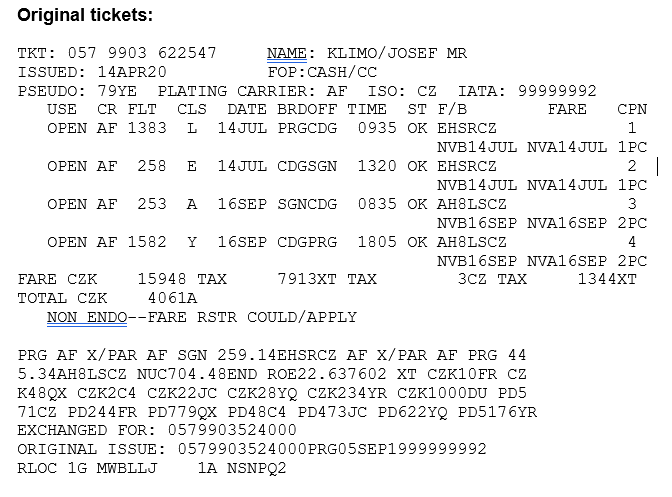 Original tickets:
TKT: 057 9903 622547 NAME: KLIMO/JOSEF MR
ISSUED: 14APR20 FOP:CASH/CC
PSEUDO: 79YE PLATING CARRIER: AF ISO: CZ IATA: 99999992
USE CR FLT CLS DATE BRDOFF TIME ST F/B FARE CPN
OPEN AF 1383 L 14JUL PRGCDG 0935 OK EHSRCZ 1
NVB14JUL NVA14JUL 1PC
OPEN AF 258 E 14JUL CDGSGN 1320 OK EHSRCZ 2
NVB14JUL NVA14JUL 1PC
OPEN AF 253 A 16SEP SGNCDG 0835 OK AH8LSCZ 3
NVB16SEP NVA16SEP 2PC
OPEN AF 1582 Y 16SEP CDGPRG 1805 OK AH8LSCZ 4
NVB16SEP NVA16SEP 2PC
FARE CZK 15948 TAX 7913XT TAX 3CZ TAX 1344XT
TOTAL CZK 4061A
NON ENDO--FARE RSTR COULD/APPLY
PRG AF X/PAR AF SGN 259.14EHSRCZ AF X/PAR AF PRG 44
5.34AH8LSCZ NUC704.48END ROE22.637602 XT CZK10FR CZ
K48QX CZK2C4 CZK22JC CZK28YQ CZK234YR CZK1000DU PD5
71CZ PD244FR PD779QX PD48C4 PD473JC PD622YQ PD5176YR
EXCHANGED FOR: 0579903524000
ORIGINAL ISSUE: 0579903524000PRG05SEP1999999992
RLOC 1G MWBLLJ 1A NSNPQ2